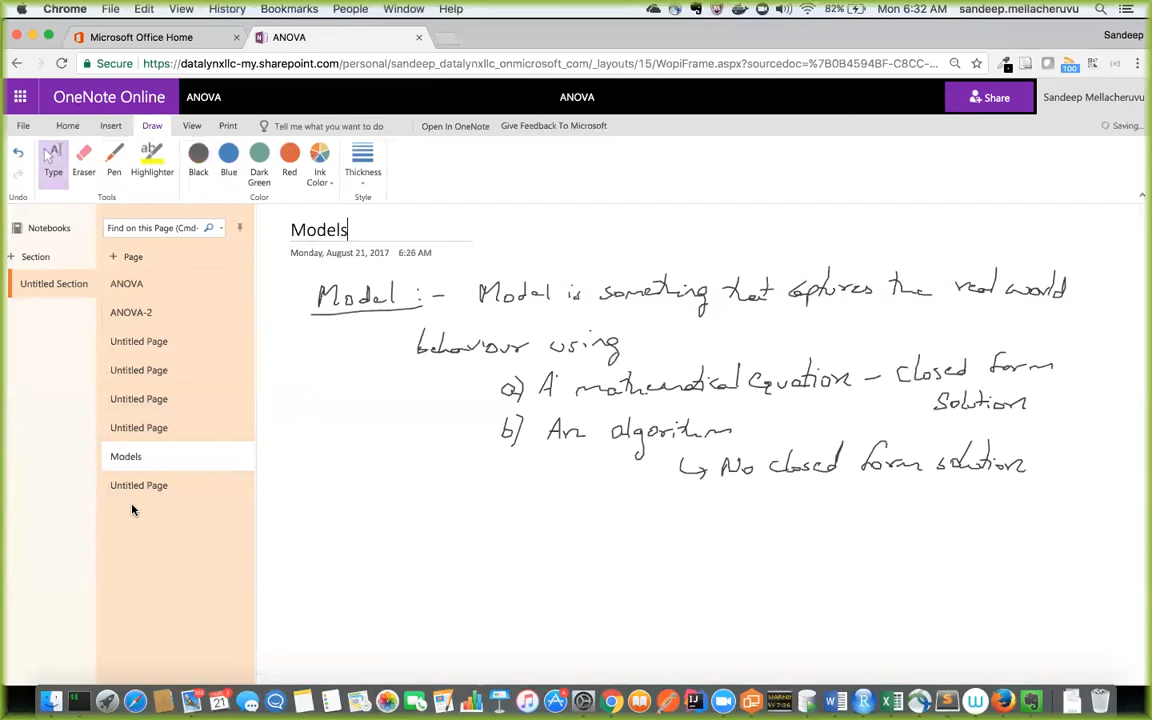 Chrome File Edit View History Bookmarks People Window Help 82% Mon 6:32 AM sandeep.mellacheruvu
Microsoft Office Home × ANOVA × Sandeep
Secure https://datalynxllc-my.sharepoint.com/personal/sandeep_datalynxllc_onmicrosoft_com/_layouts/15/WopiFrame.aspx?sourcedoc=%7B0B4594BF-C8CC-... 100
OneNote Online ANOVA ANOVA Share Sandeep Mellacheruvu
File Home Insert Draw View Print Tell me what you want to do Open In OneNote Give Feedback To Microsoft Saving...
Type Eraser Pen Highlighter Black Blue Dark Green Red Ink Color Thickness
Undo Tools Color Style
Notebooks Find on this Page (Cmd- Models
Monday, August 21, 2017 6:26 AM
+ Section + Page
Untitled Section ANOVA
ANOVA-2
Untitled Page
Untitled Page
Untitled Page
Untitled Page
Models
Untitled Page
Model :- Model is something that captures the real world
behaviour using
a) A mathematical equation - closed form
solution
b) An algorithm
↳ No closed form solution